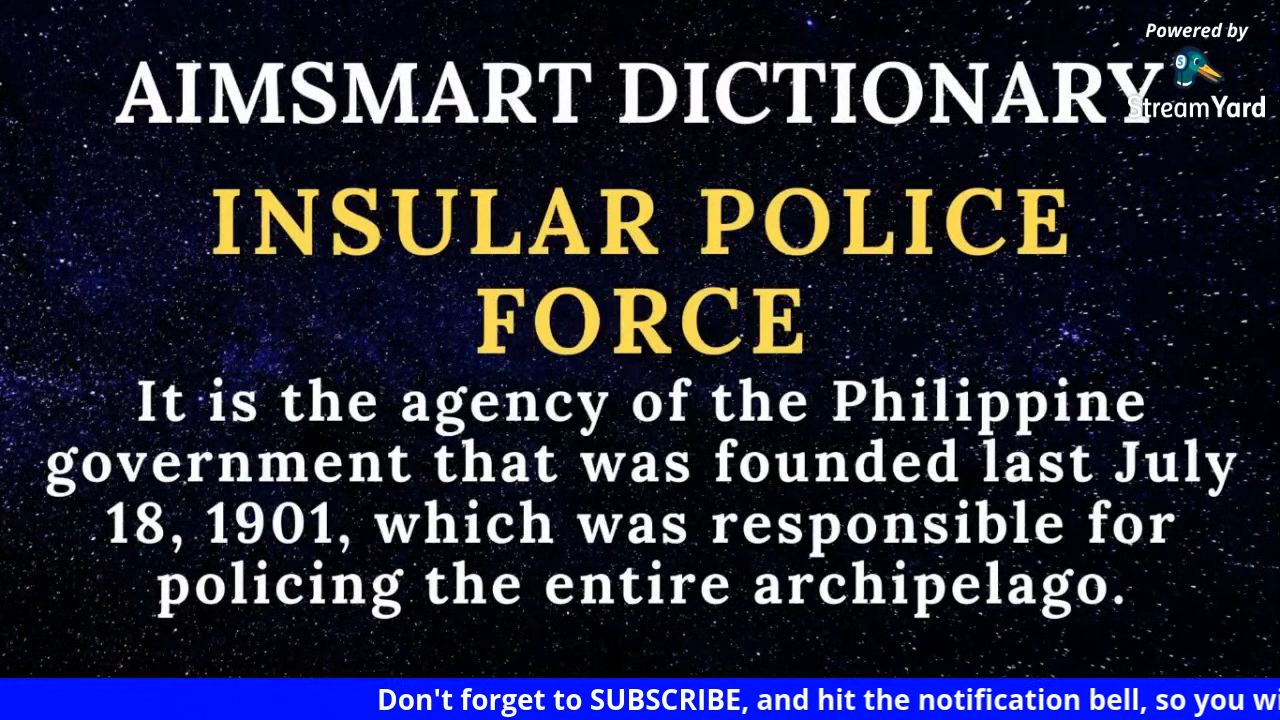 Powered by
StreamYard
AIMSMART DICTIONARY
INSULAR POLICE
FORCE
It is the agency of the Philippine
government that was founded last July
18, 1901, which was responsible for
policing the entire archipelago.
Don't forget to SUBSCRIBE, and hit the notification bell, so you